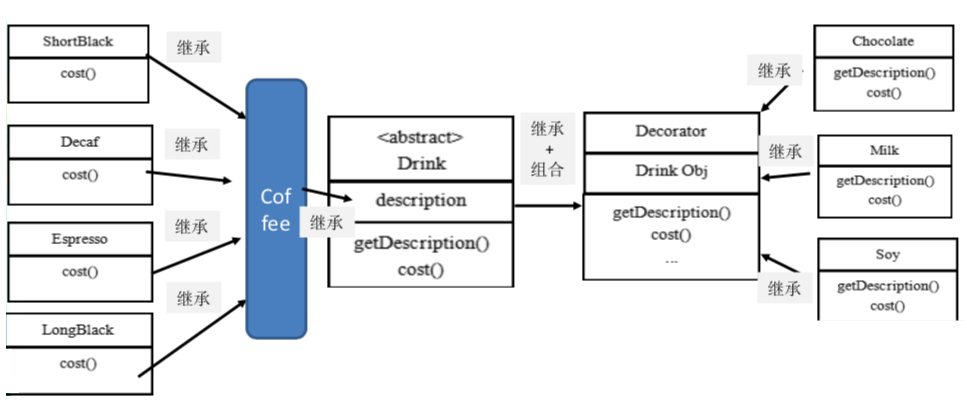 ShortBlack
cost()
继承
Decaf
cost()
继承
Espresso
cost()
继承
LongBlack
cost()
继承
Cof
fee
继承
<abstract>
Drink
description
getDescription()
cost()
继承
+
组合
Decorator
Drink Obj
getDescription()
cost()
...
继承
Chocolate
getDescription()
cost()
继承
Milk
getDescription()
cost()
继承
Soy
getDescription()
cost()